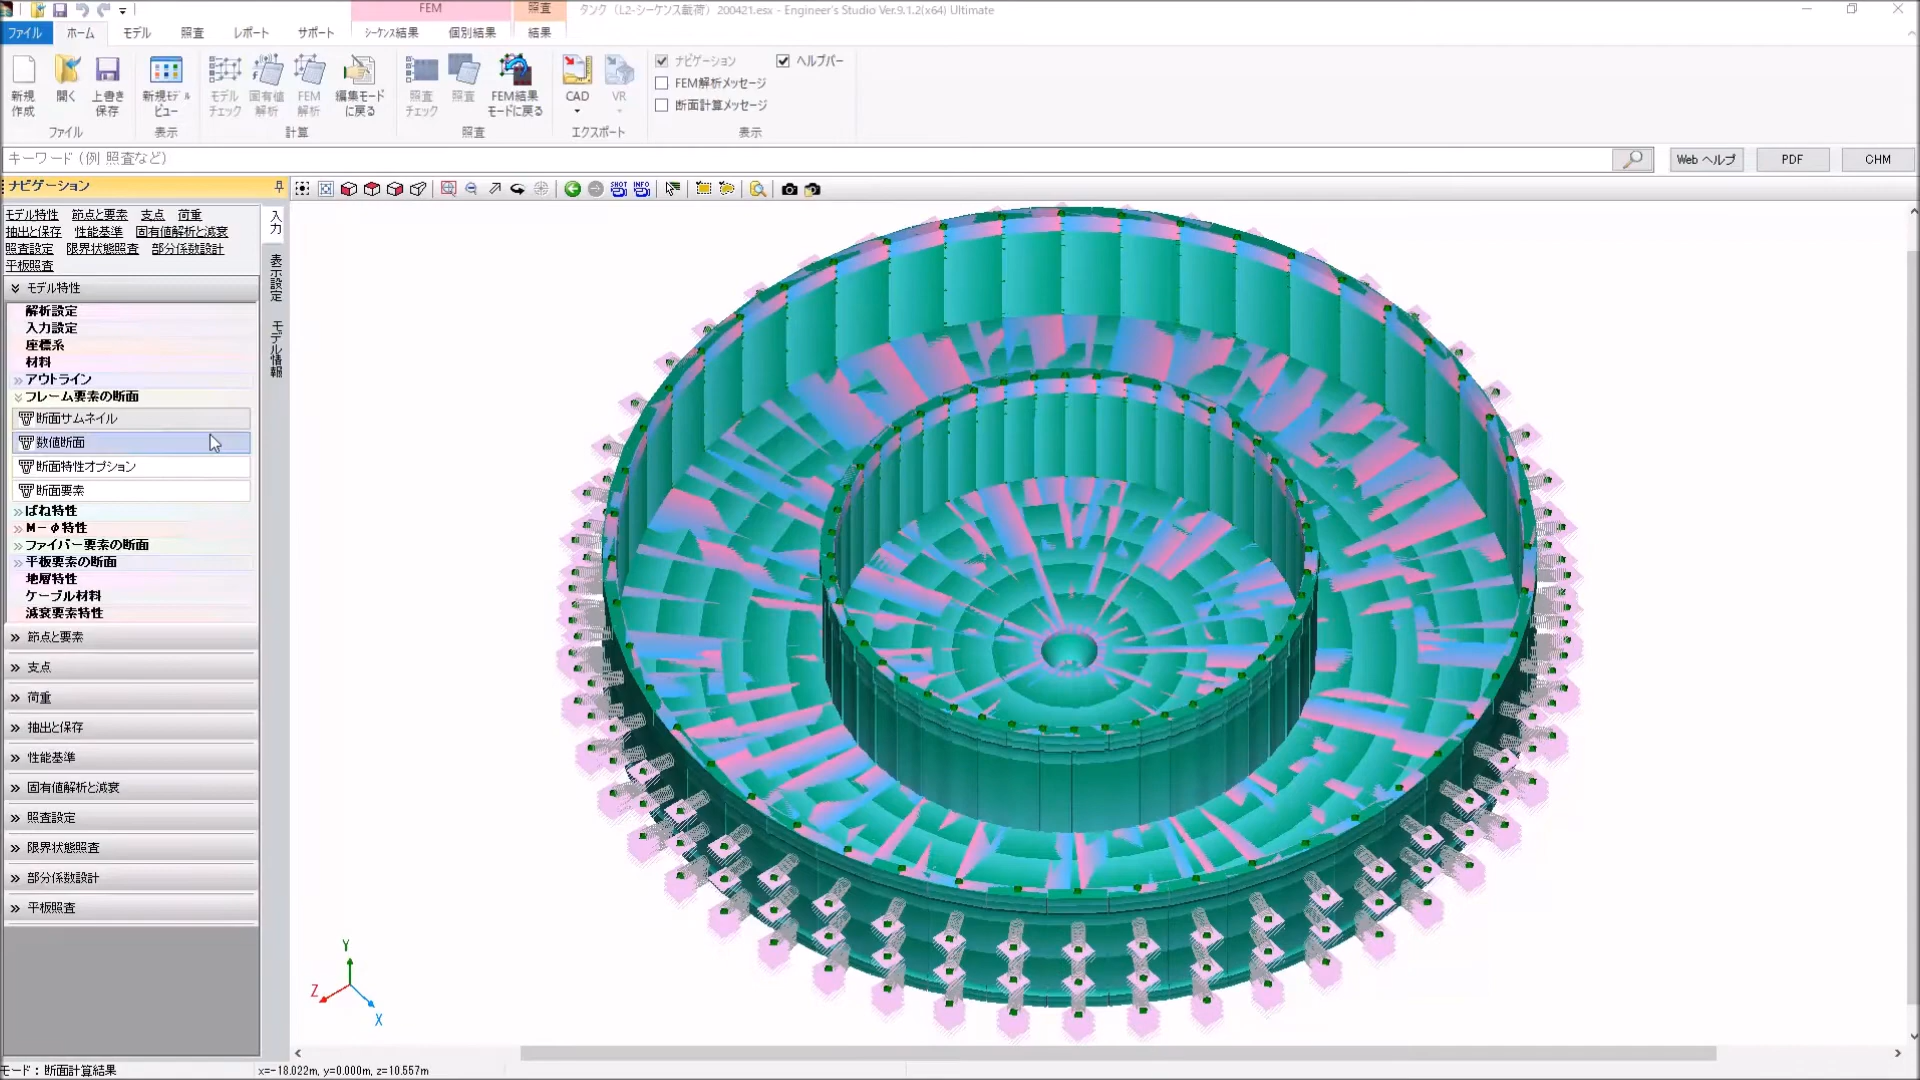 FEM
照査
タンク（L2-シーケンス載荷）200421.esx - Engineer's Studio Ver.9.1.2(x64) Ultimate
ファイル
ホーム
モデル
照査
レポート
サポート
シーケンス結果
個別結果
結果
新規作成
開く
上書き保存
新規モデルビュー
モデルチェック
固有値解析
FEM解析
編集モードに戻る
照査チェック
照査
FEM結果モードに戻る
CAD
VR
ナビゲーション
ヘルプバー
FEM解析メッセージ
断面計算メッセージ
ファイル
表示
計算
照査
エクスポート
表示
キーワード（例 照査など）
Web ヘルプ
PDF
CHM
ナビゲーション
SHOT
INFO
モデル特性 節点と要素 支点 荷重
抽出と保存 性能基準 固有値解析と減衰
照査設定 限界状態照査 部分係数設計
平板照査
入力
表示設定
モデル情報
モデル特性
解析設定
入力設定
座標系
材料
アウトライン
フレーム要素の断面
断面サムネイル
数値断面
断面特性オプション
断面要素
ばね特性
M－φ特性
ファイバー要素の断面
平板要素の断面
地層特性
ケーブル材料
減衰要素特性
節点と要素
支点
荷重
抽出と保存
性能基準
固有値解析と減衰
照査設定
限界状態照査
部分係数設計
平板照査
Y
Z
X
モード：断面計算結果
x=-18.022m, y=0.000m, z=10.557m